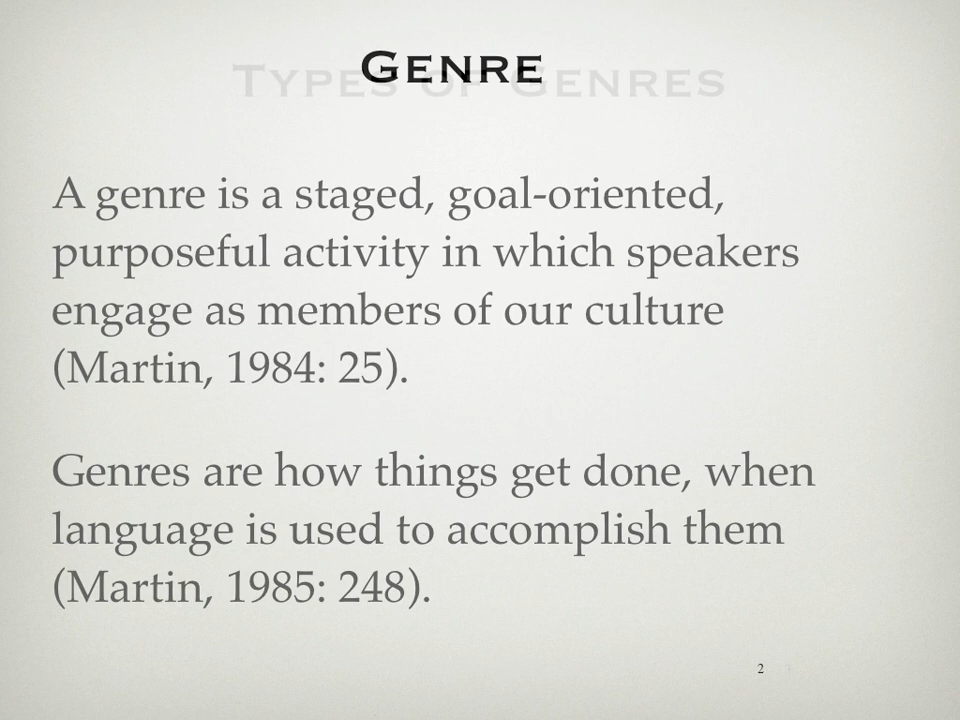 Genre
Types of Genres
A genre is a staged, goal-oriented,
purposeful activity in which speakers
engage as members of our culture
(Martin, 1984: 25).
Genres are how things get done, when
language is used to accomplish them
(Martin, 1985: 248).
2